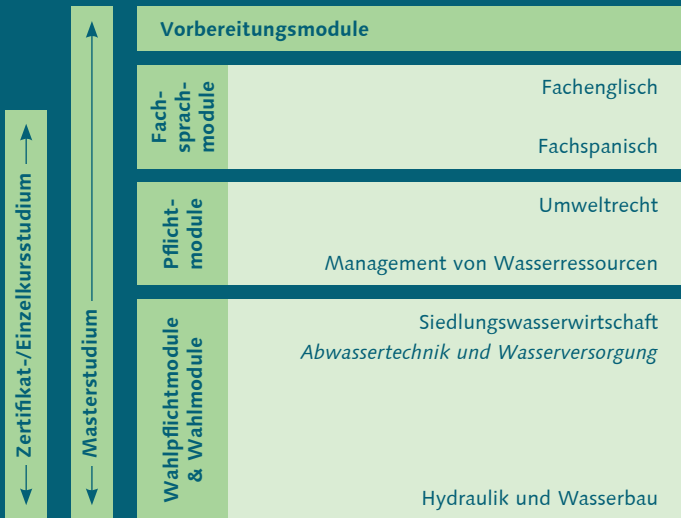 Vorbereitungsmodule
Fach-
sprach-
module
Fachenglisch
Fachspanisch
Pflicht-
module
Umweltrecht
Management von Wasserressourcen
Wahlpflichtmodule
& Wahlmodule
Siedlungswasserwirtschaft
Abwassertechnik und Wasserversorgung
Hydraulik und Wasserbau
Zertifikat-/Einzelkursstudium
Masterstudium